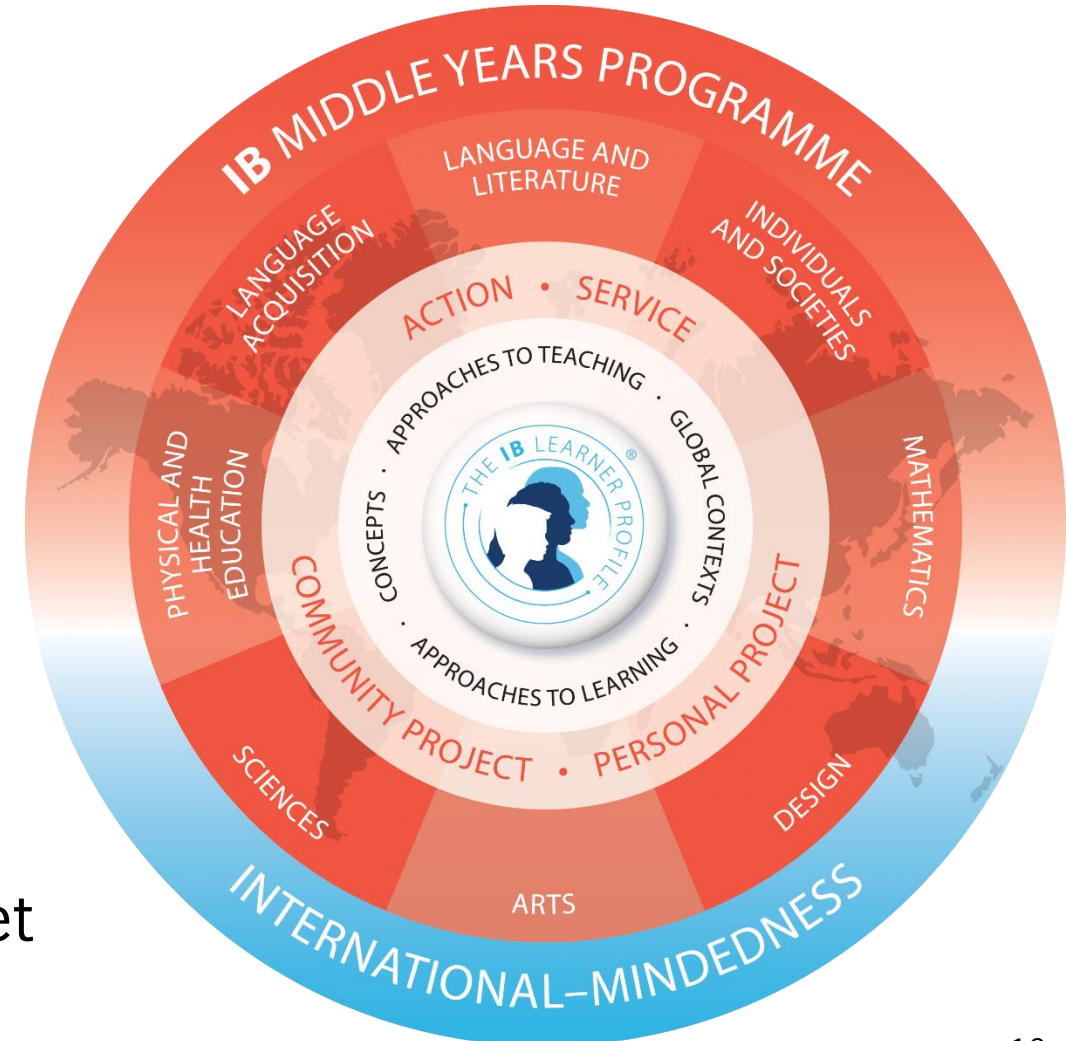 IB MIDDLE YEARS PROGRAMME
LANGUAGE AND
LITERATURE
INDIVIDUALS
AND SOCIETIES
MATHEMATICS
DESIGN
ARTS
SCIENCES
PHYSICAL AND
HEALTH
EDUCATION
LANGUAGE
ACQUISITION
ACTION • SERVICE
PERSONAL PROJECT
• COMMUNITY PROJECT
APPROACHES TO TEACHING ·
GLOBAL CONTEXTS ·
APPROACHES TO LEARNING ·
CONCEPTS ·
• THE IB LEARNER PROFILE •
®
INTERNATIONAL–MINDEDNESS
et